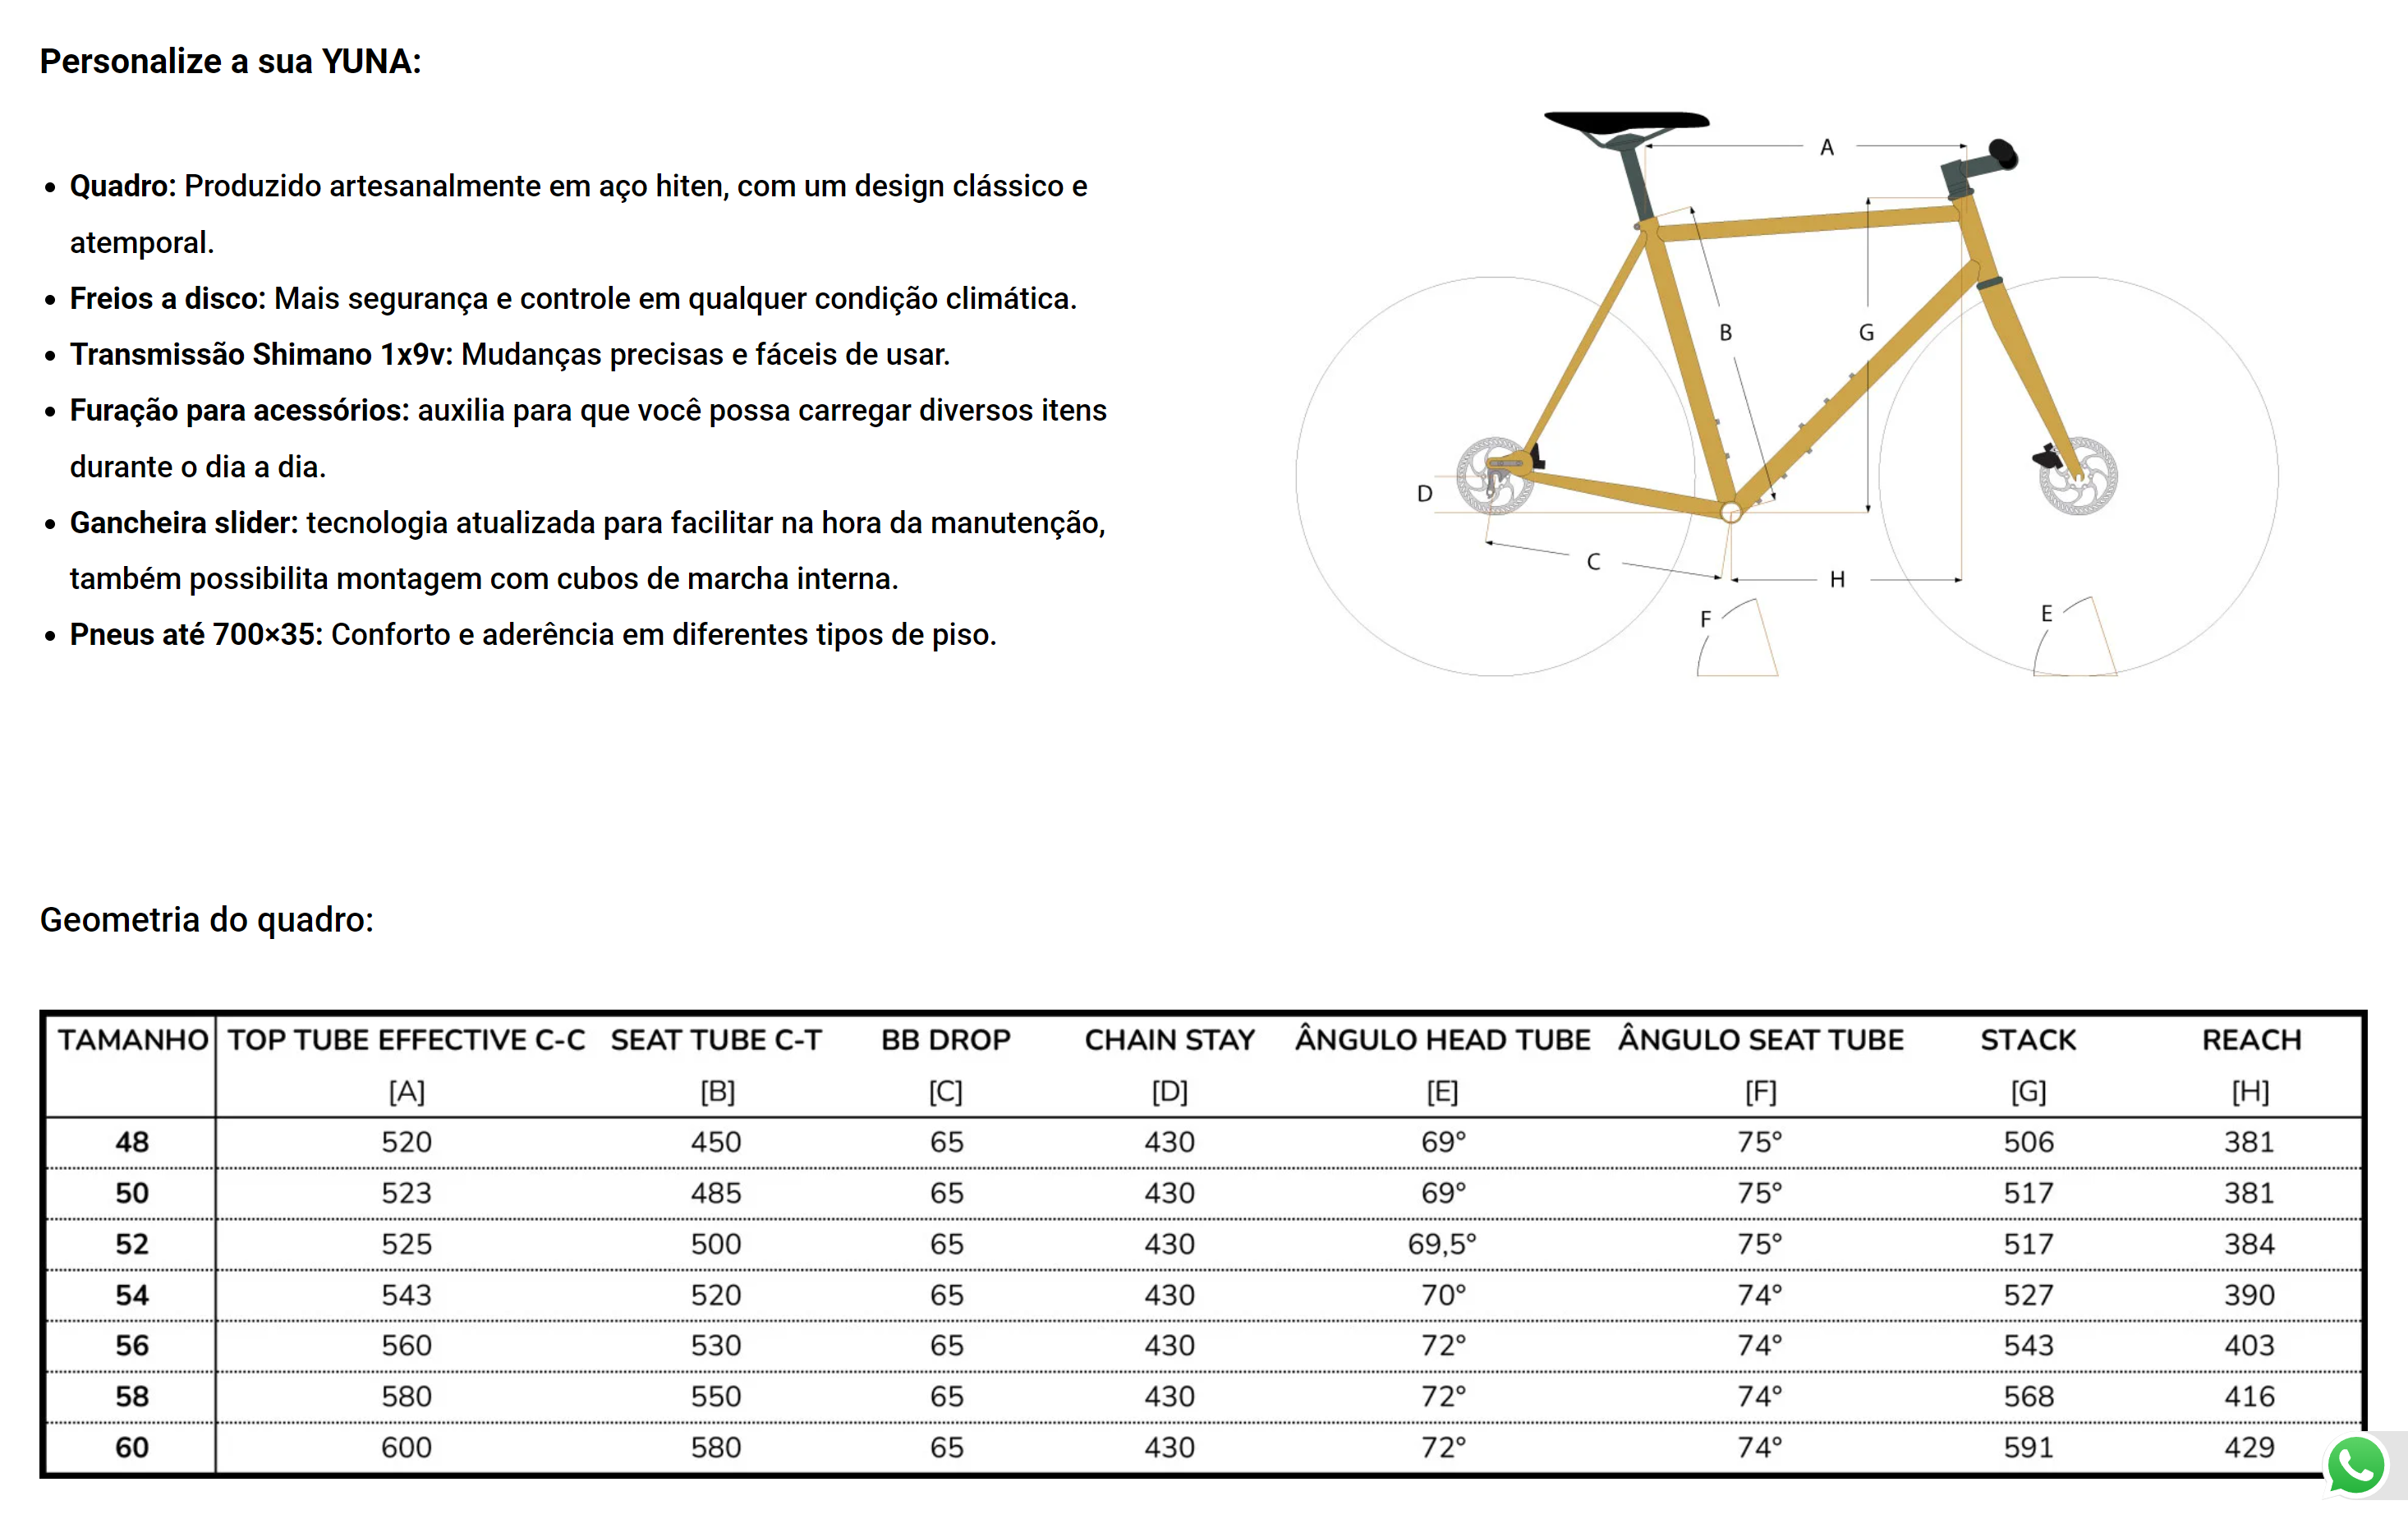 Personalize a sua YUNA:
Quadro: Produzido artesanalmente em aço hiten, com um design clássico e
atemporal.
Freios a disco: Mais segurança e controle em qualquer condição climática.
Transmissão Shimano 1x9v: Mudanças precisas e fáceis de usar.
Furação para acessórios: auxilia para que você possa carregar diversos itens
durante o dia a dia.
Gancheira slider: tecnologia atualizada para facilitar na hora da manutenção,
também possibilita montagem com cubos de marcha interna.
Pneus até 700×35: Conforto e aderência em diferentes tipos de piso.
A
B
G
D
C
H
F
E
Geometria do quadro:
TAMANHO TOP TUBE EFFECTIVE C-C SEAT TUBE C-T BB DROP CHAIN STAY ÂNGULO HEAD TUBE ÂNGULO SEAT TUBE STACK REACH
[A] [B] [C] [D] [E] [F] [G] [H]
48 520 450 65 430 69° 75° 506 381
50 523 485 65 430 69° 75° 517 381
52 525 500 65 430 69,5° 75° 517 384
54 543 520 65 430 70° 74° 527 390
56 560 530 65 430 72° 74° 543 403
58 580 550 65 430 72° 74° 568 416
60 600 580 65 430 72° 74° 591 429